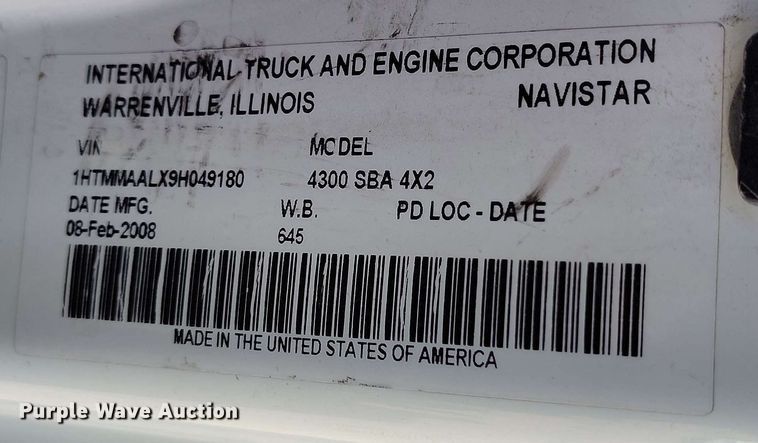 INTERNATIONAL TRUCK AND ENGINE CORPORATION
WARRENVILLE, ILLINOIS NAVISTAR
VIN MODEL
1HTMMAALX9H049180 4300 SBA 4X2
DATE MFG. W.B. PD LOC - DATE
08-Feb-2008 645
MADE IN THE UNITED STATES OF AMERICA
Purple Wave Auction